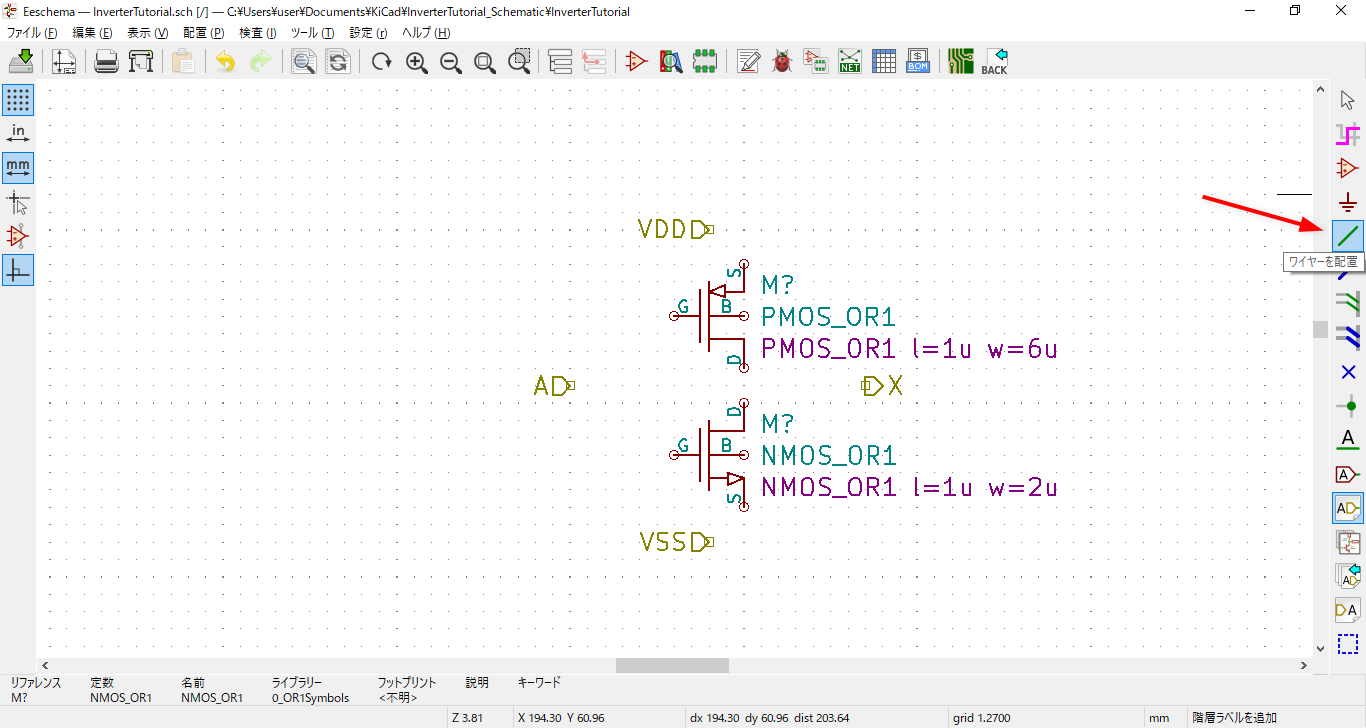 Eeschema — InverterTutorial.sch [/] — C:¥Users¥user¥Documents¥KiCad¥InverterTutorial_Schematic¥InverterTutorial
ファイル (F) 編集 (E) 表示 (V) 配置 (P) 検査 (I) ツール (T) 設定 (r) ヘルプ (H)
NET
$
BOM
BACK
in
mm
VDD
S
M?
G
B
PMOS_OR1
D
PMOS_OR1 l=1u w=6u
A
X
D
M?
G
B
NMOS_OR1
S
NMOS_OR1 l=1u w=2u
VSS
ワイヤーを配置
A
A
A
A
A
リファレンス 定数 名前 ライブラリー フットプリント 説明 キーワード
M? NMOS_OR1 NMOS_OR1 0_OR1Symbols <不明>
Z 3.81 X 194.30 Y 60.96 dx 194.30 dy 60.96 dist 203.64 grid 1.2700 mm 階層ラベルを追加